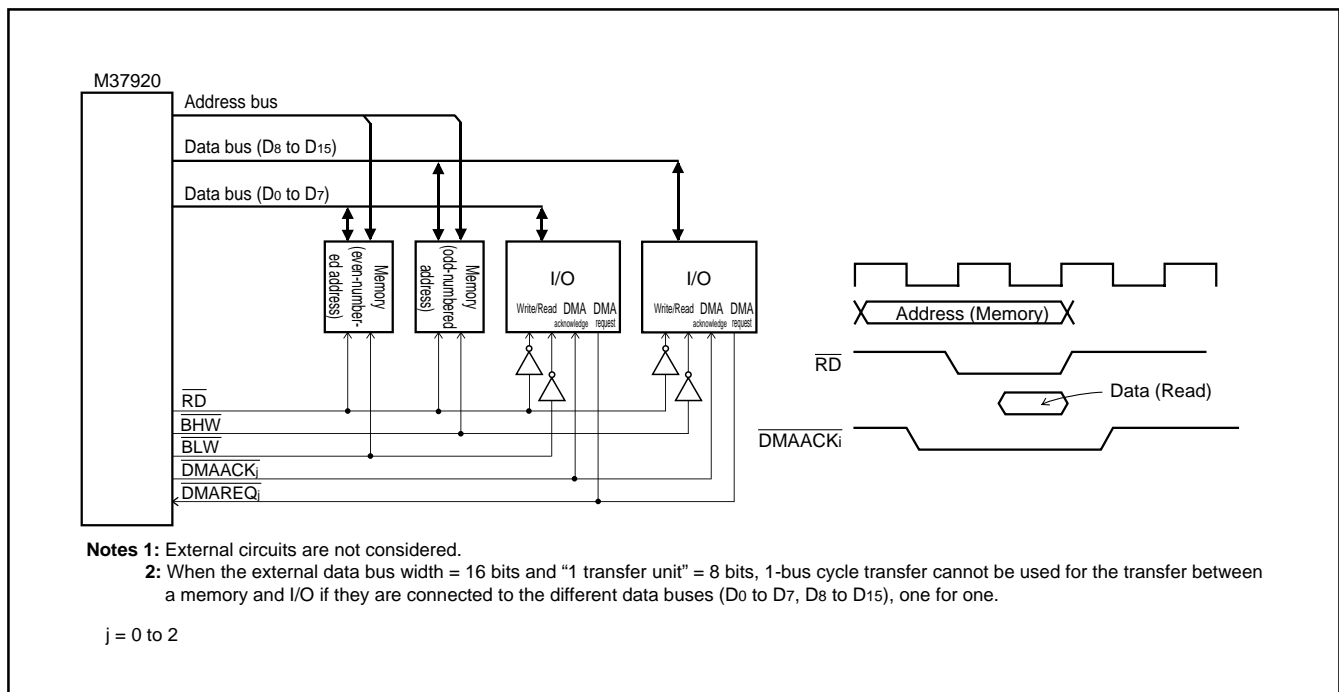 M37920
Address bus
Data bus (D8 to D15)
Data bus (D0 to D7)
Memory
(even-number-
ed address)
Memory
(odd-numbered
address)
I/O
Write/Read DMA DMA
acknowledge request
I/O
Write/Read DMA DMA
acknowledge request
RD
BHW
BLW
DMAACKj
DMAREQj
Address (Memory)
RD
Data (Read)
DMAACKi
Notes 1: External circuits are not considered.
2: When the external data bus width = 16 bits and “1 transfer unit” = 8 bits, 1-bus cycle transfer cannot be used for the transfer between
a memory and I/O if they are connected to the different data buses (D0 to D7, D8 to D15), one for one.
j = 0 to 2